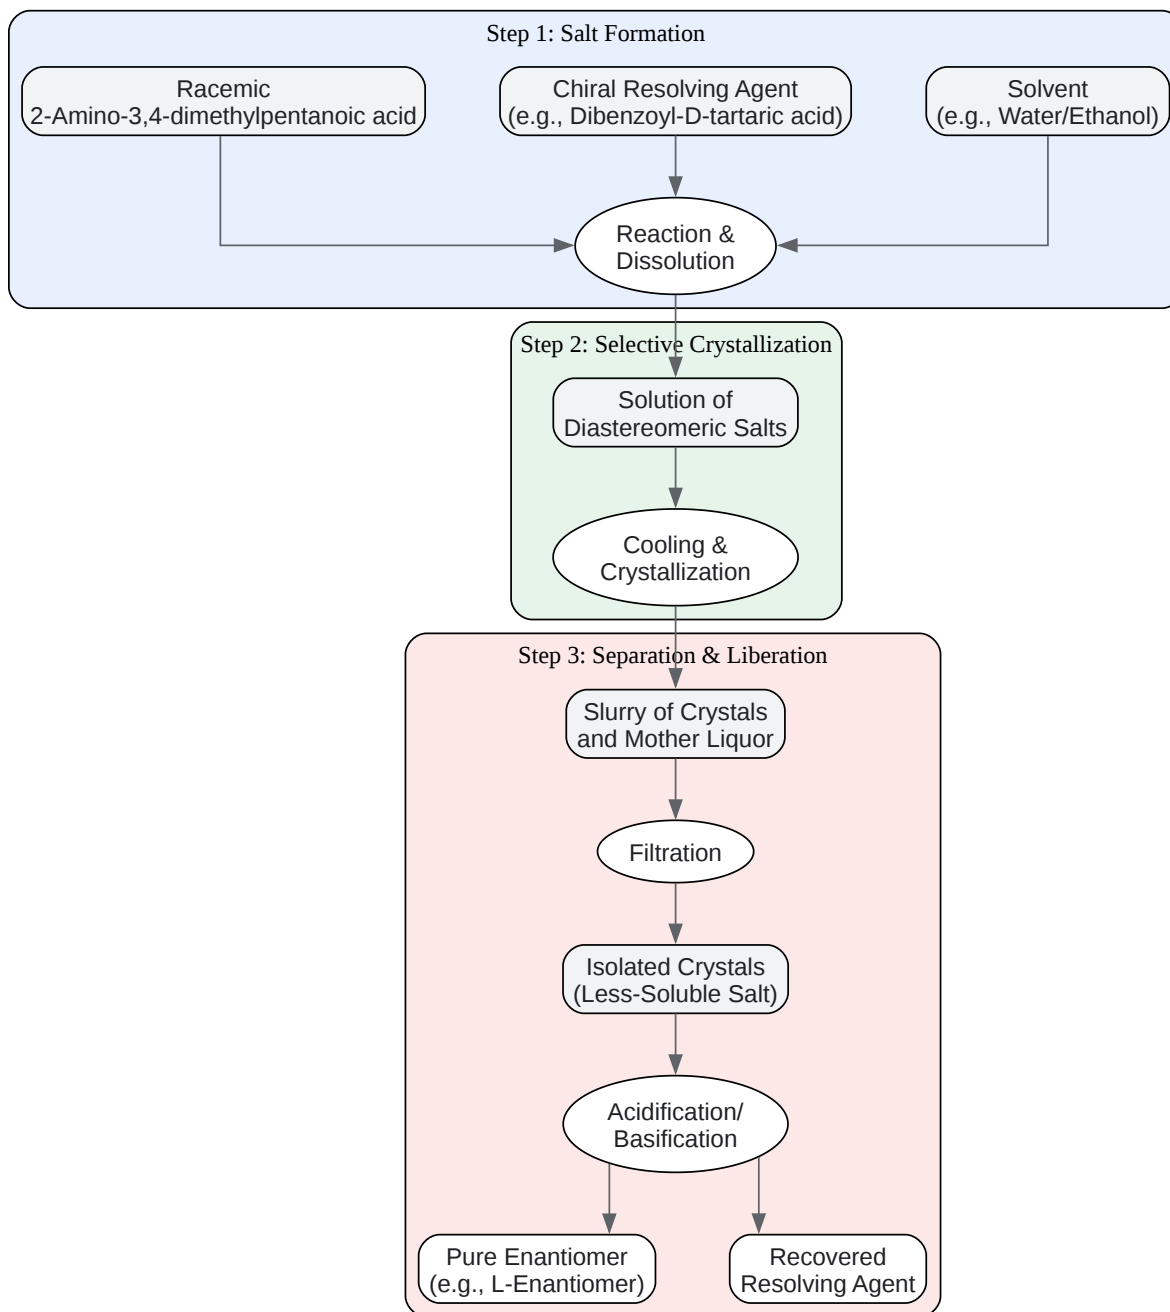 Step 1: Salt Formation
Racemic
2-Amino-3,4-dimethylpentanoic acid
Chiral Resolving Agent
(e.g., Dibenzoyl-D-tartaric acid)
Solvent
(e.g., Water/Ethanol)
Reaction &
Dissolution
Step 2: Selective Crystallization
Solution of
Diastereomeric Salts
Cooling &
Crystallization
Step 3: Separation & Liberation
Slurry of Crystals
and Mother Liquor
Filtration
Isolated Crystals
(Less-Soluble Salt)
Acidification/
Basification
Pure Enantiomer
(e.g., L-Enantiomer)
Recovered
Resolving Agent